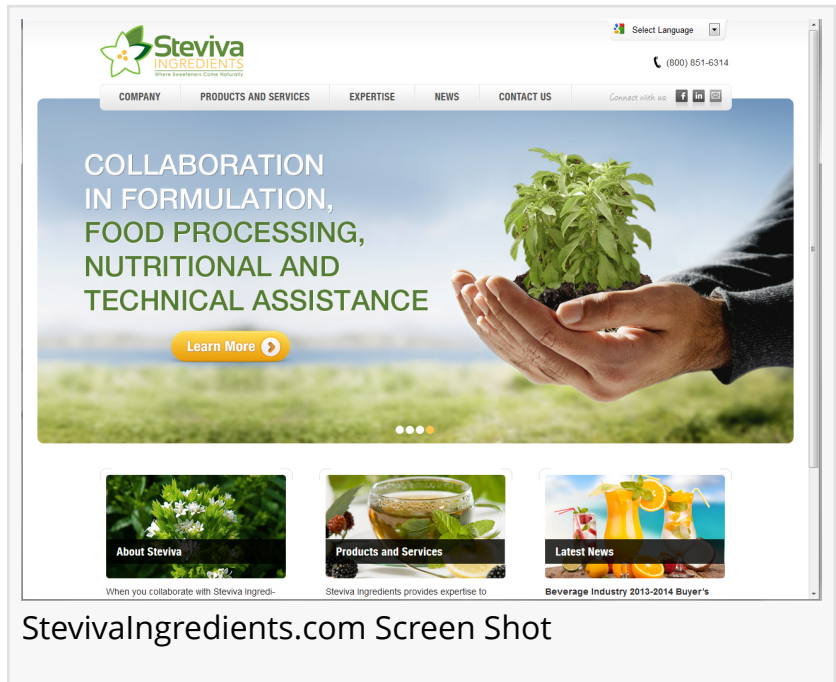 Select Language
Steviva
INGREDIENTS
Where Sweeteners Come Naturally
(800) 851-6314
COMPANY PRODUCTS AND SERVICES EXPERTISE NEWS CONTACT US Connect with us: f in
COLLABORATION
IN FORMULATION,
FOOD PROCESSING,
NUTRITIONAL AND
TECHNICAL ASSISTANCE
Learn More
About Steviva
Products and Services
Latest News
When you collaborate with Steviva Ingredi-
Steviva Ingredients provides expertise to
Beverage Industry 2013-2014 Buyer's
StevivaIngredients.com Screen Shot